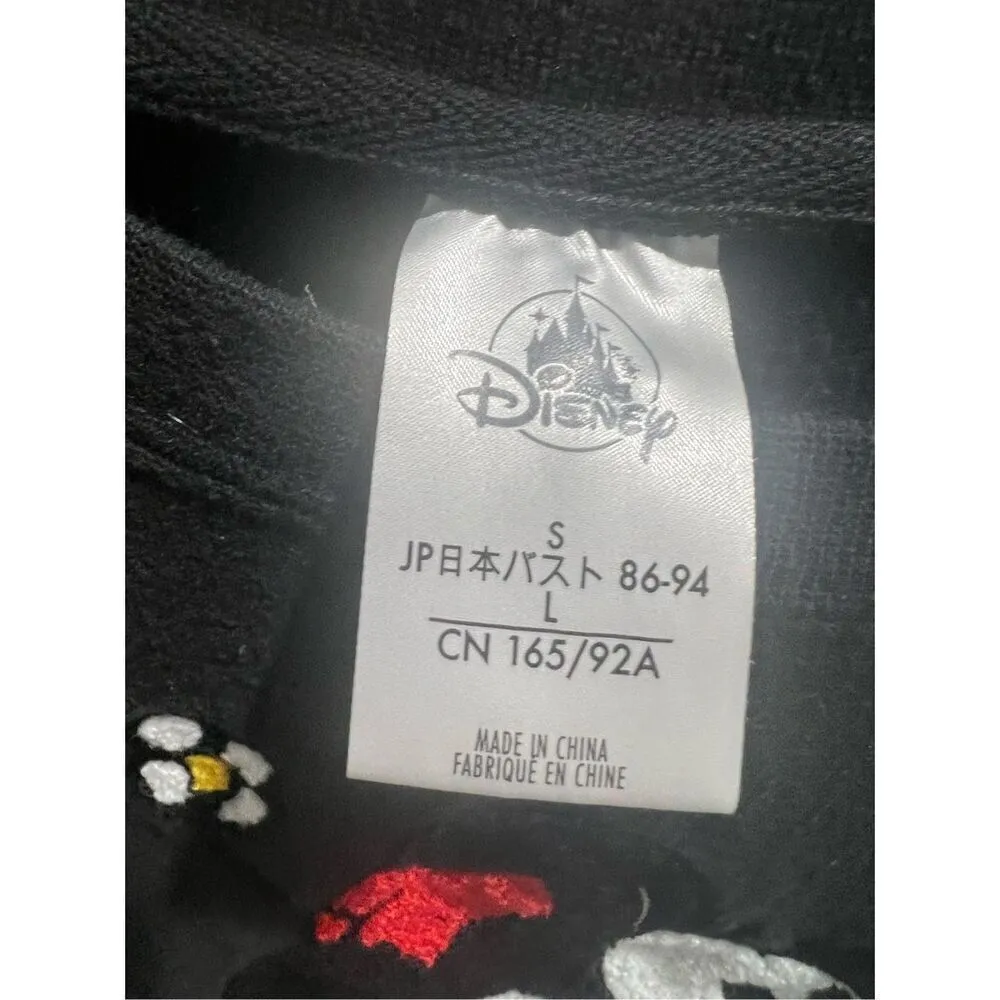 Disney
S
JP日本バスト 86-94
L
CN 165/92A
MADE IN CHINA
FABRIQUÉ EN CHINE